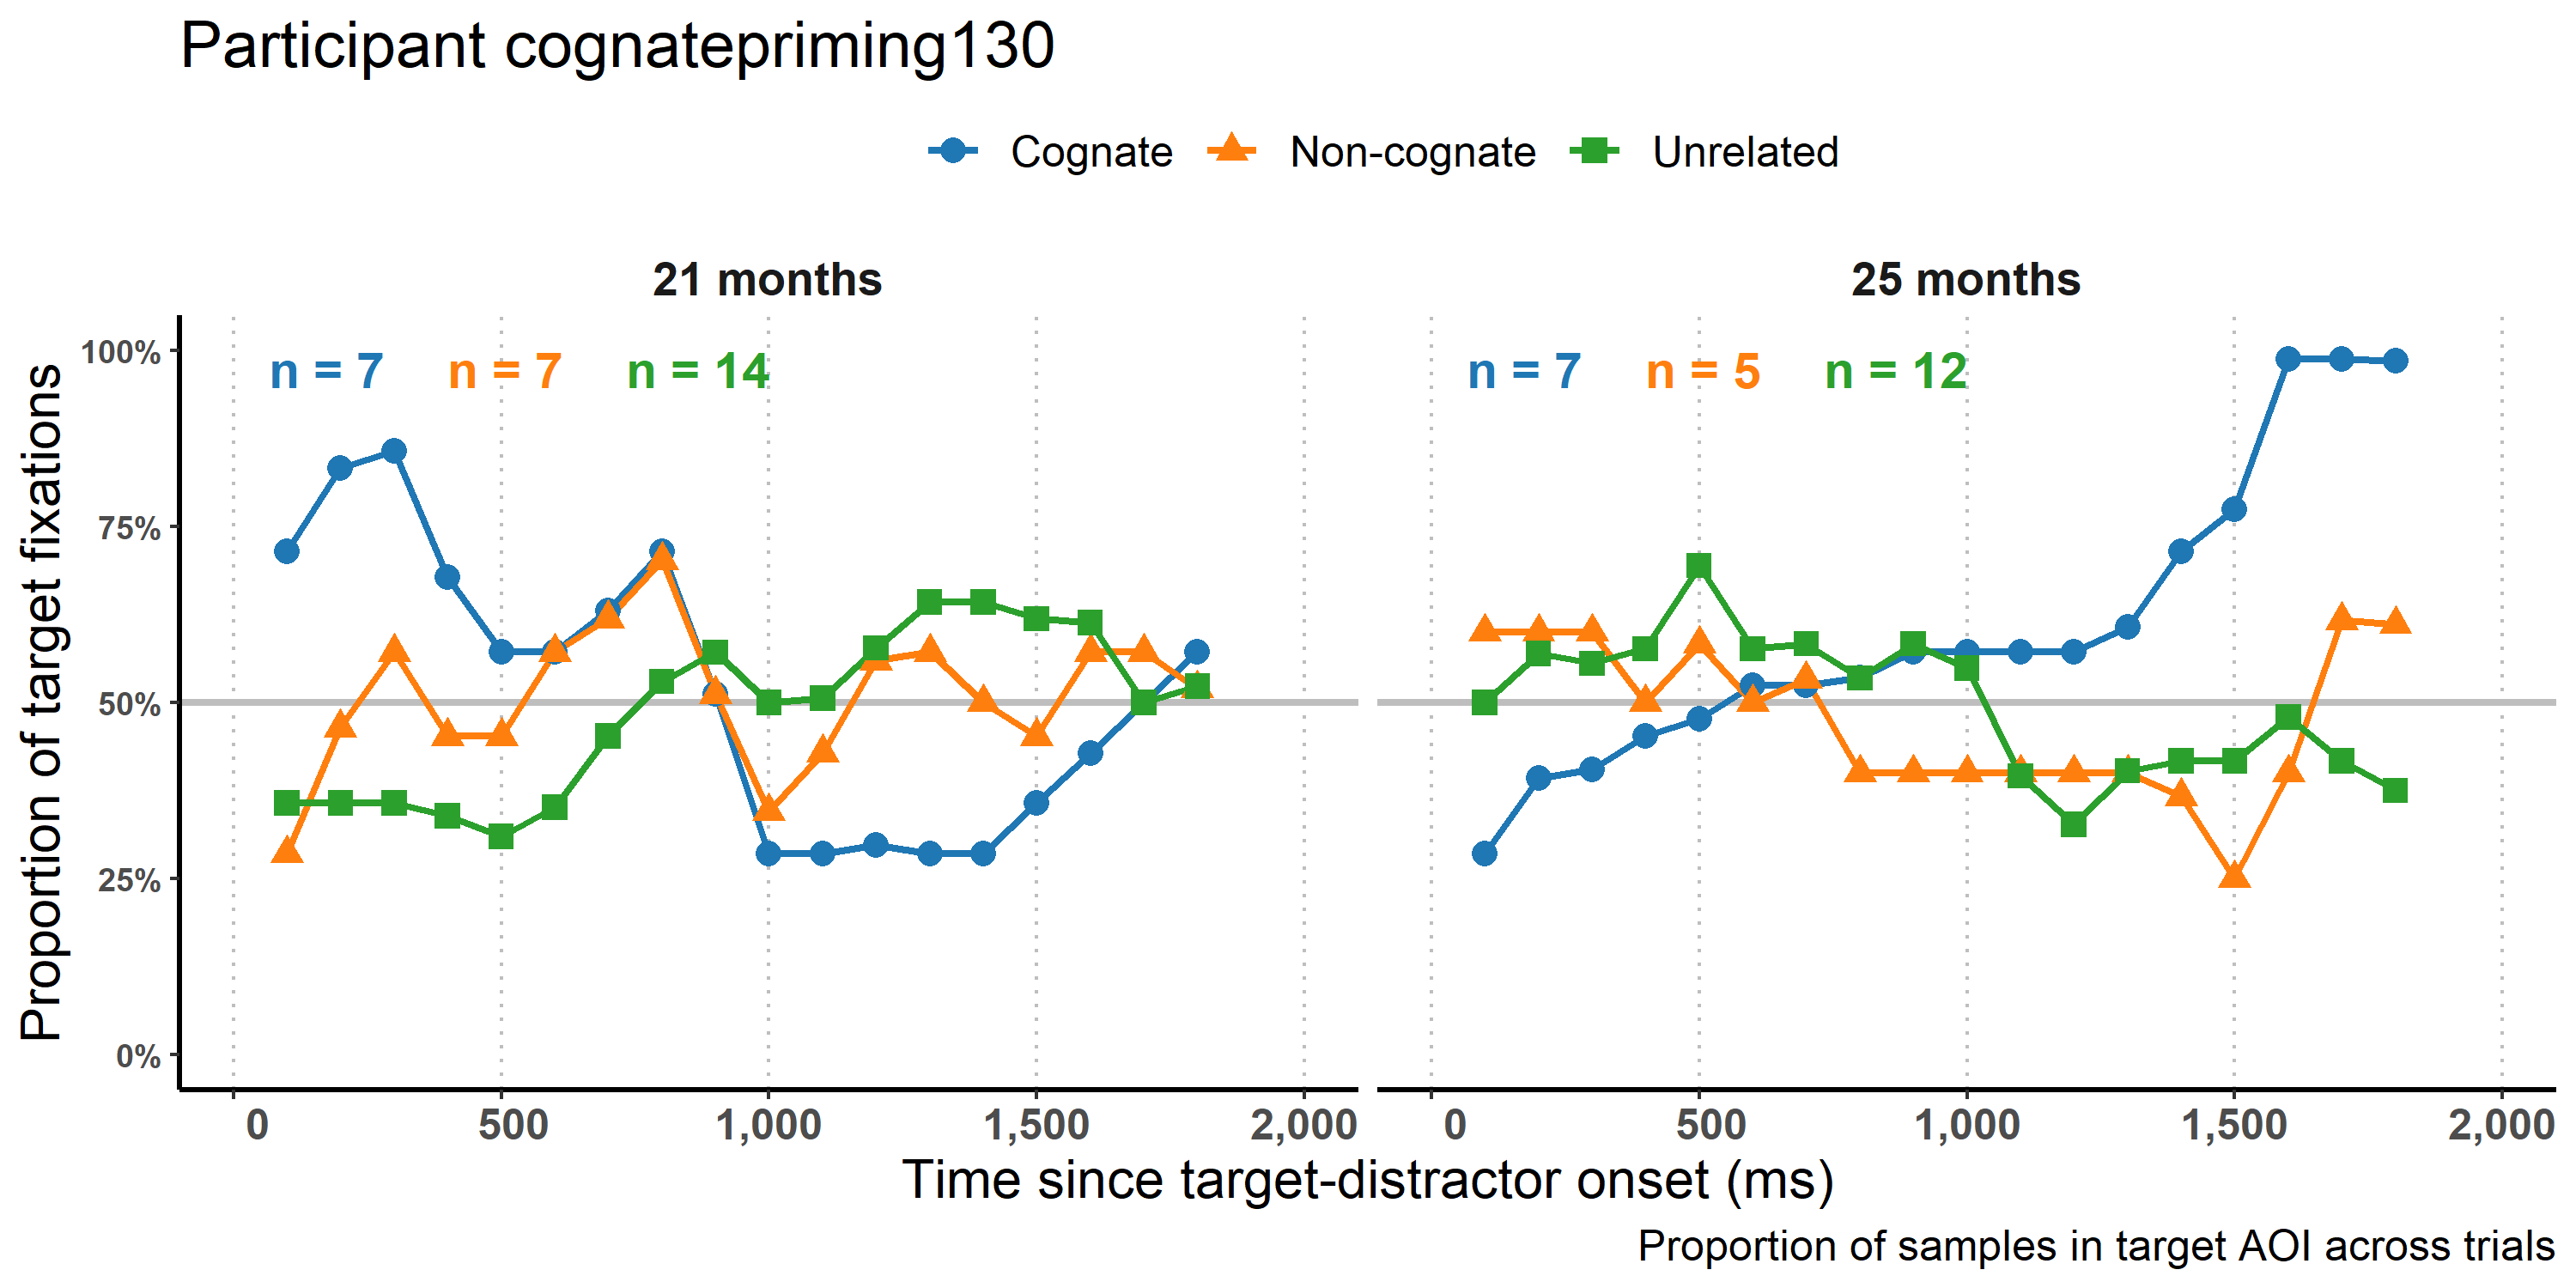 Participant cognatepriming130
Cognate Non-cognate Unrelated
21 months 25 months
100%
n = 7 n = 7 n = 14 n = 7 n = 5 n = 12
75%
50%
25%
0%
Proportion of target fixations
0 500 1,000 1,500 2,000 0 500 1,000 1,500 2,000
Time since target-distractor onset (ms)
Proportion of samples in target AOI across trials